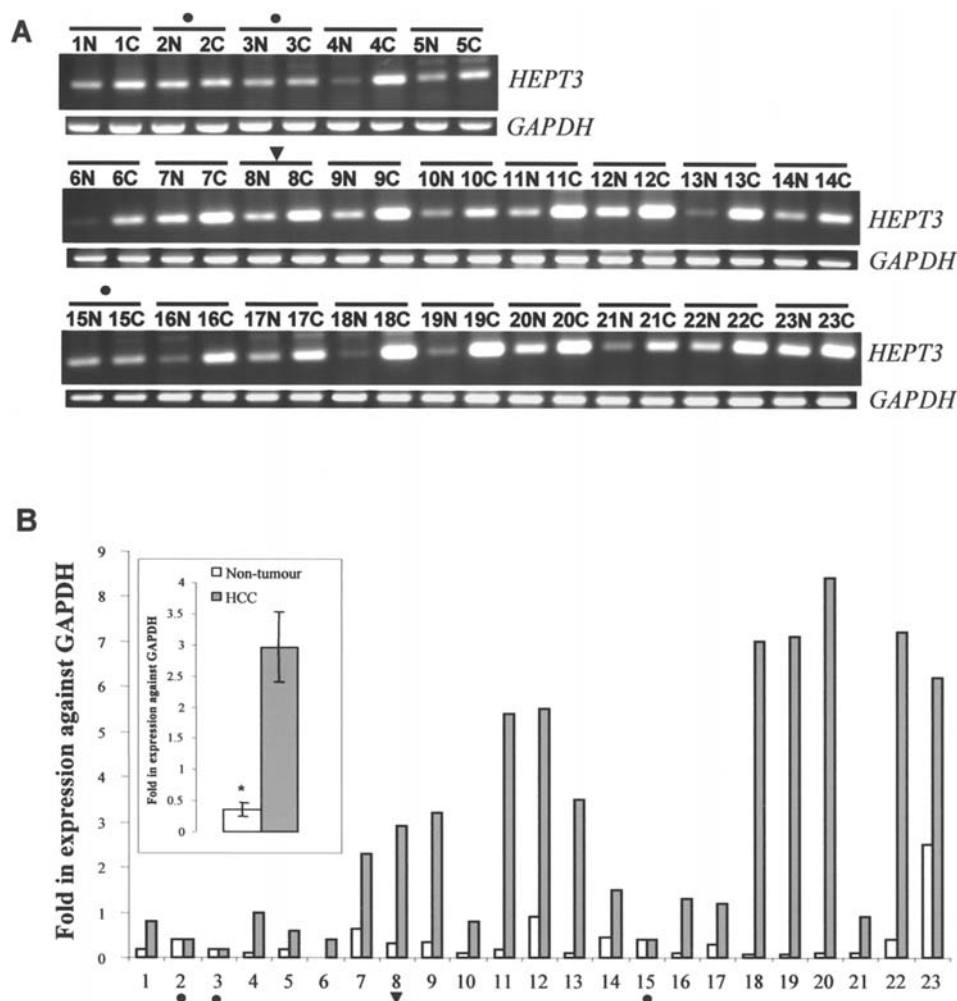 A
1N 1C 2N 2C 3N 3C 4N 4C 5N 5C
HEPT3
GAPDH
6N 6C 7N 7C 8N 8C 9N 9C 10N 10C 11N 11C 12N 12C 13N 13C 14N 14C
HEPT3
GAPDH
15N 15C 16N 16C 17N 17C 18N 18C 19N 19C 20N 20C 21N 21C 22N 22C 23N 23C
HEPT3
GAPDH
B
Fold in expression against GAPDH
9
8
7
6
5
4
3
2
1
0
Non-tumour
HCC
Fold in expression against GAPDH
4
3.5
3
2.5
2
1.5
1
0.5
0
*
1 2 3 4 5 6 7 8 9 10 11 12 13 14 15 16 17 18 19 20 21 22 23